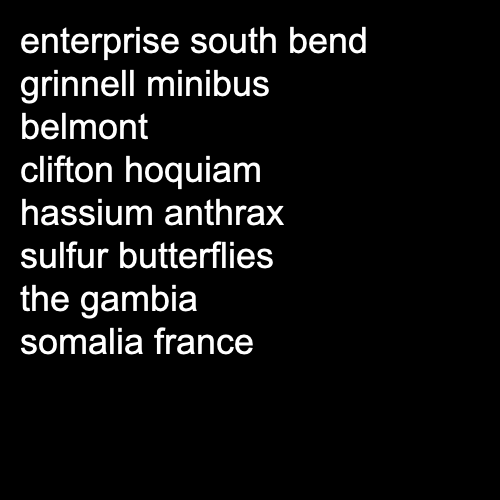 enterprise south bend
grinnell minibus
belmont
clifton hoquiam
hassium anthrax
sulfur butterflies
the gambia
somalia france